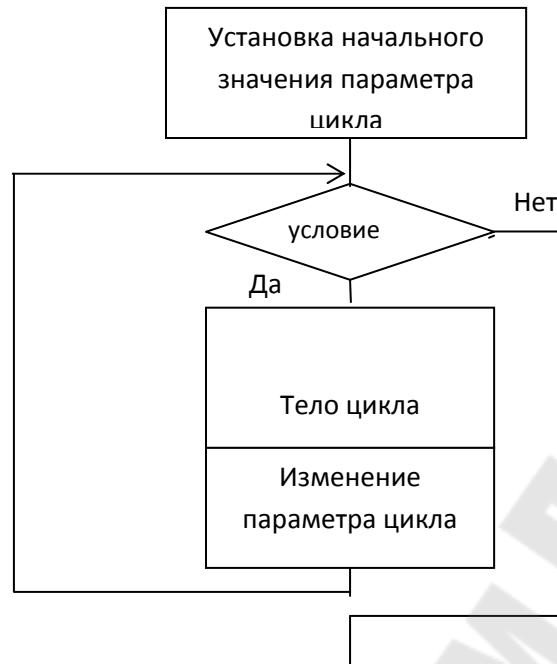 Установка начального
значения параметра
цикла
Нет
условие
Да
Тело цикла
Изменение
параметра цикла